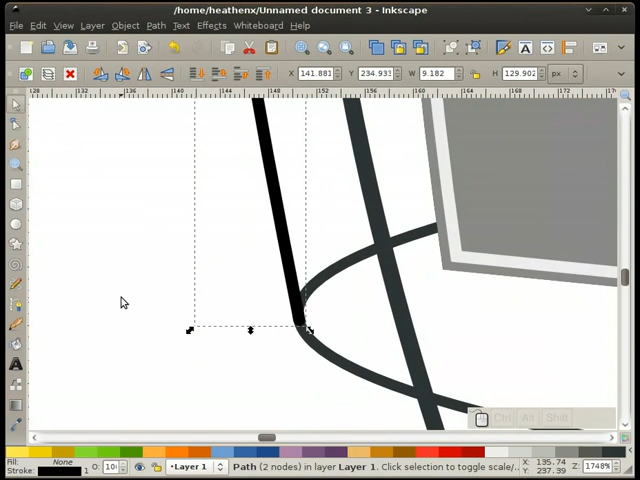 /home/heathenx/Unnamed document 3 - Inkscape
File Edit View Layer Object Path Text Effects Whiteboard Help
X 141.881 Y 234.933 W 9.182 H 129.902 px
128 132 136 140 144 148 152 156 160 164 168 172 176
Ctrl Alt Shift
Fill: None O: 100 •Layer 1 Path (2 nodes) in layer Layer 1. Click selection to toggle scale/... X: 135.74 Z: 1748%
Stroke: 1 Y: 237.39